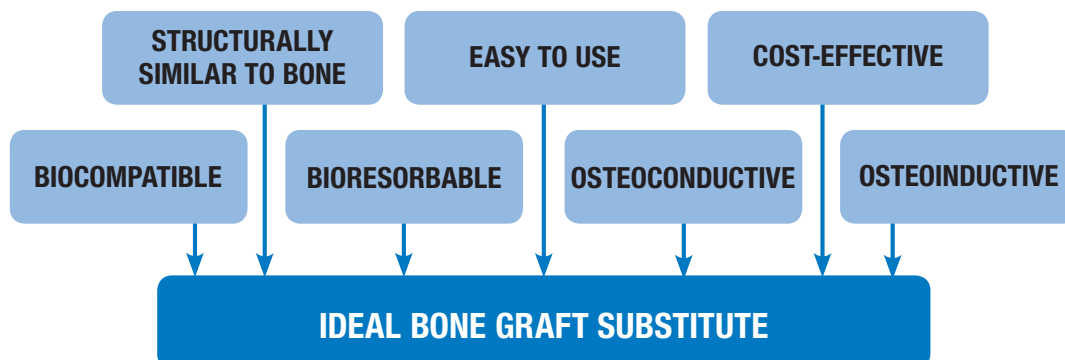 STRUCTURALLY
SIMILAR TO BONE
EASY TO USE
COST-EFFECTIVE
BIOCOMPATIBLE
BIORESORBABLE
OSTEOCONDUCTIVE
OSTEOINDUCTIVE
IDEAL BONE GRAFT SUBSTITUTE